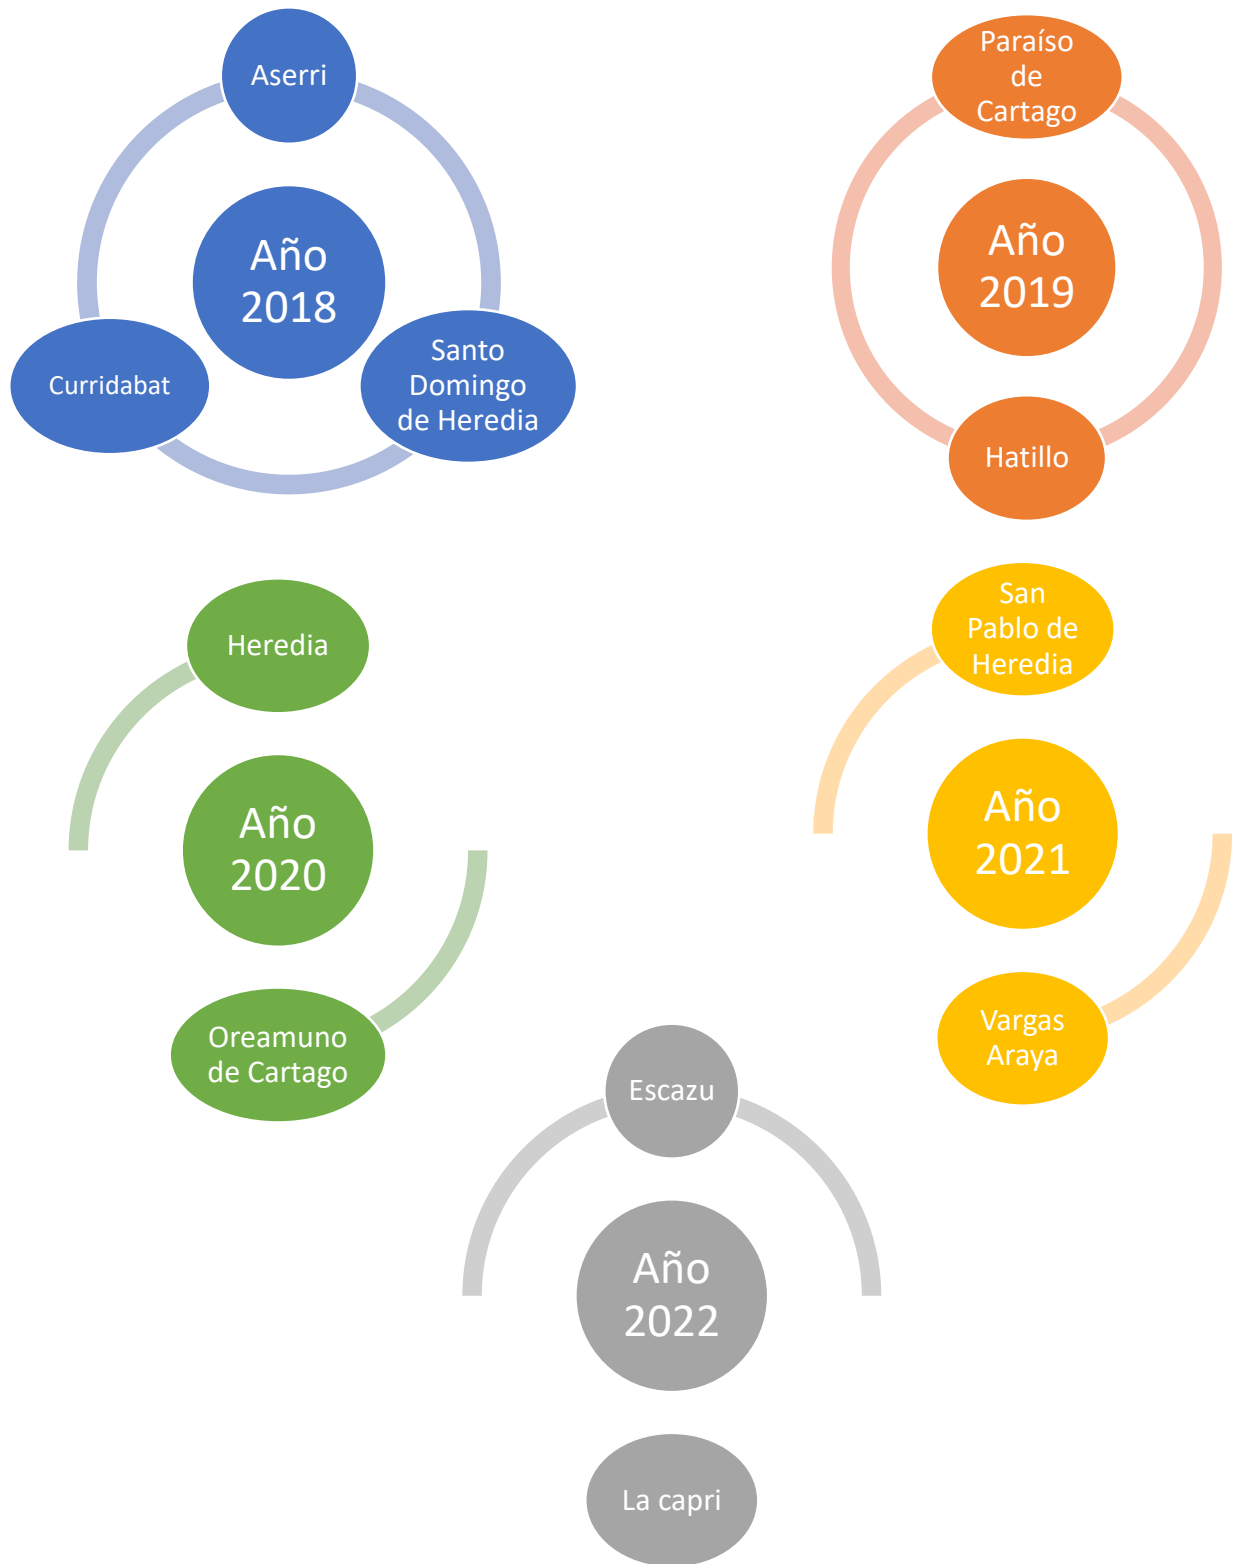 Aserri
Año
2018
Curridabat
Santo
Domingo
de Heredia
Paraíso
de
Cartago
Año
2019
Hatillo
Heredia
Año
2020
Oreamuno
de Cartago
San
Pablo de
Heredia
Año
2021
Vargas
Araya
Escazu
Año
2022
La capri